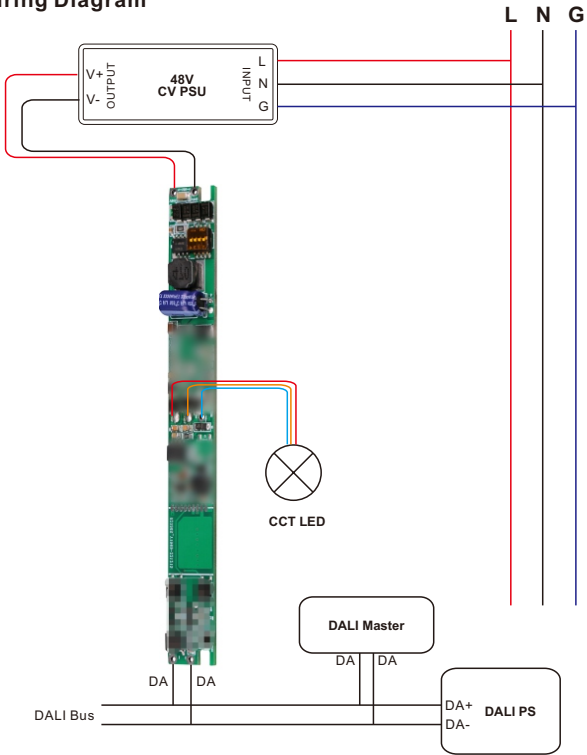 ring Diagram
L N G
V+
V-
OUTPUT
48V
CV PSU
INPUT
L
N
G
CCT LED
DALI Master
DA DA
DA DA
DALI Bus
DA+
DA-
DALI PS